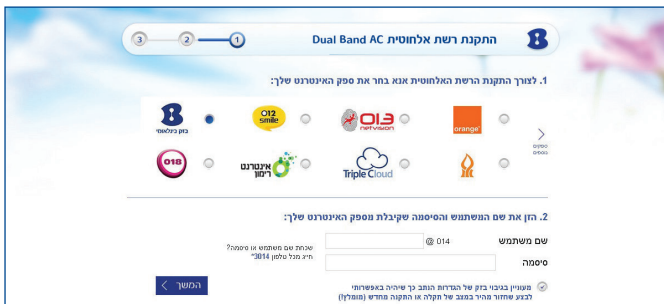 התקנת רשת אלחוטית Dual Band AC
1 2 3
1. לצורך התקנת הרשת האלחוטית אנא בחר את ספק האינטרנט שלך:
orange
013 netvision
012 smile
בזק בינלאומי
ספקים נוספים
Triple Cloud
אינטרנט רימון
018
2. הזן את שם המשתמש והסיסמה שקיבלת מספק האינטרנט שלך:
שם משתמש @ 014
סיסמה
שכחת שם משתמש או סיסמה?
חייג מכל טלפון 3014*
מעוניין בגיבוי בזק של הגדרות הנתב כך שיהיה באפשרותי
לבצע שחזור מהיר במצב של תקלה או התקנה מחדש (מומלץ!)
המשך